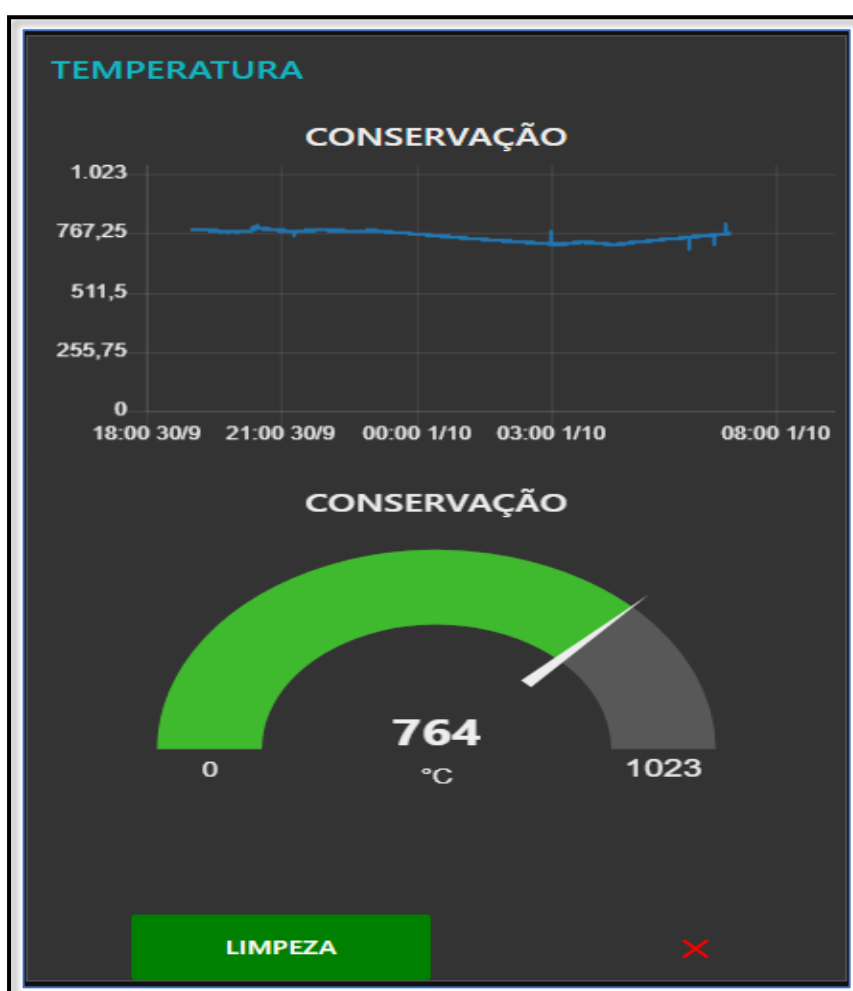 TEMPERATURA
CONSERVAÇÃO
1.023
767,25
511,5
255,75
0
18:00 30/9 21:00 30/9 00:00 1/10 03:00 1/10 08:00 1/10
CONSERVAÇÃO
764
0 °C 1023
LIMPEZA